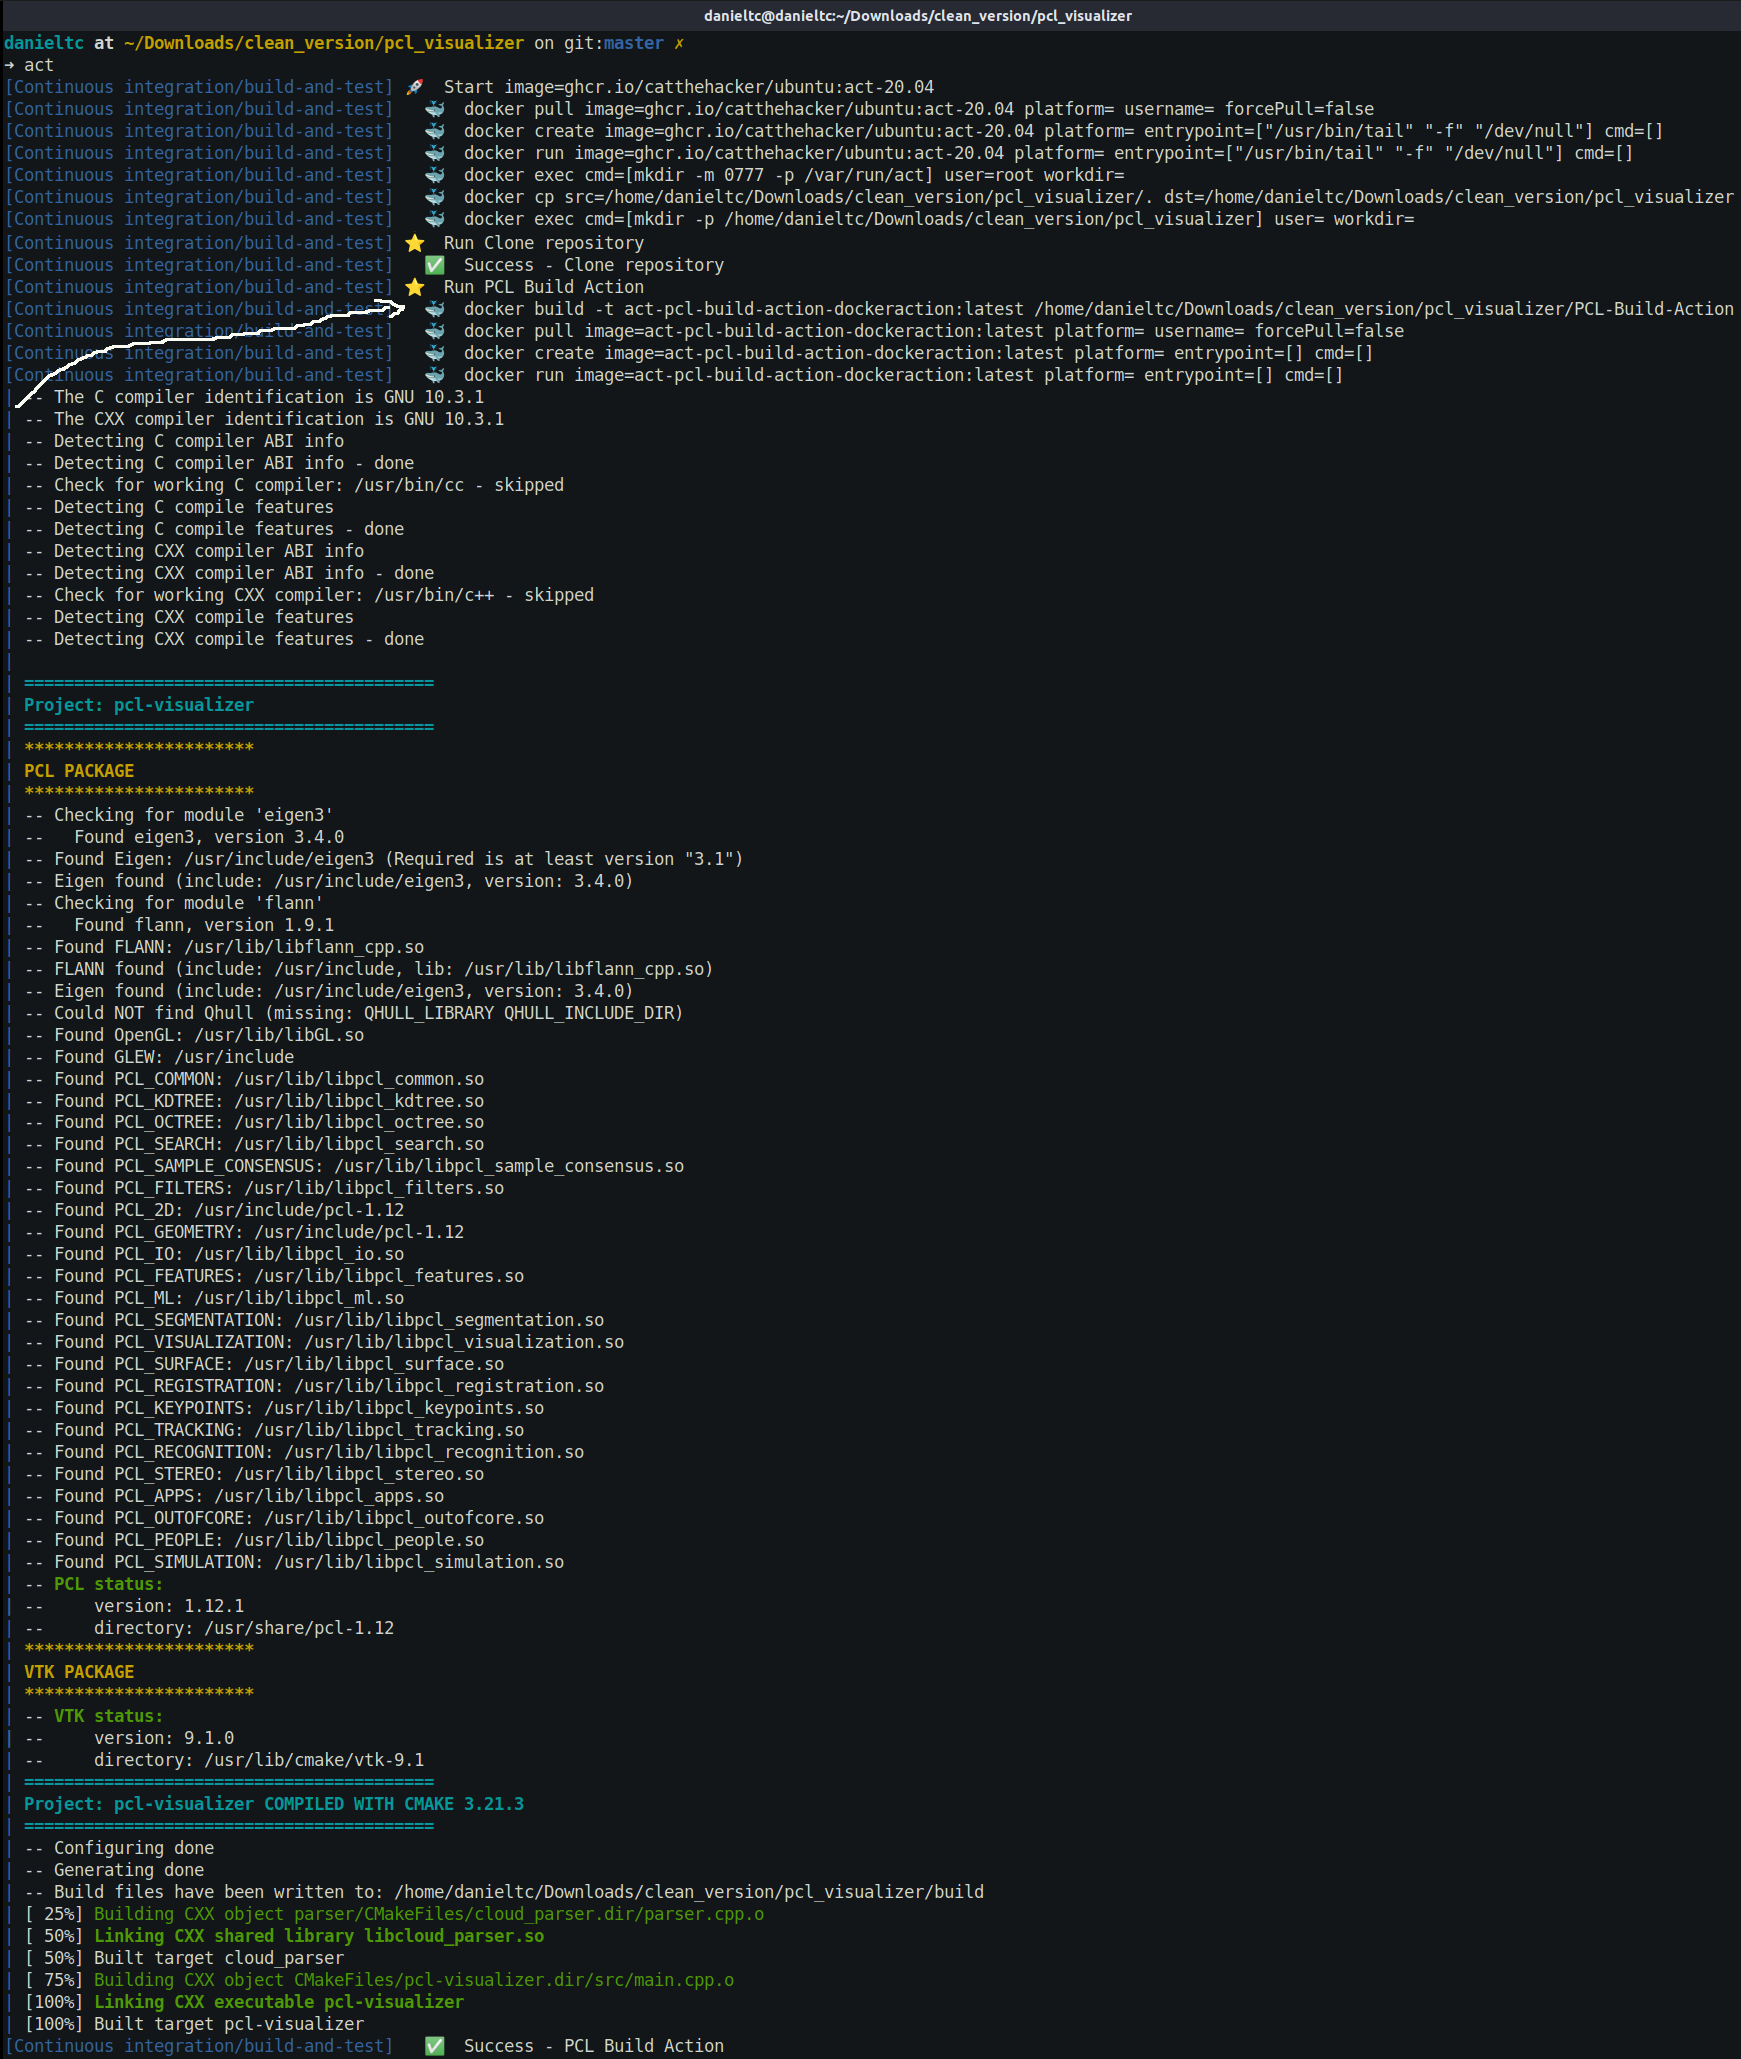 danieltc@danieltc:~/Downloads/clean_version/pcl_visualizer
danieltc at ~/Downloads/clean_version/pcl_visualizer on git:master ✗
➜ act
[Continuous integration/build-and-test] 🚀  Start image=ghcr.io/catthehacker/ubuntu:act-20.04
[Continuous integration/build-and-test]   🐳  docker pull image=ghcr.io/catthehacker/ubuntu:act-20.04 platform= username= forcePull=false
[Continuous integration/build-and-test]   🐳  docker create image=ghcr.io/catthehacker/ubuntu:act-20.04 platform= entrypoint=["/usr/bin/tail" "-f" "/dev/null"] cmd=[]
[Continuous integration/build-and-test]   🐳  docker run image=ghcr.io/catthehacker/ubuntu:act-20.04 platform= entrypoint=["/usr/bin/tail" "-f" "/dev/null"] cmd=[]
[Continuous integration/build-and-test]   🐳  docker exec cmd=[mkdir -m 0777 -p /var/run/act] user=root workdir=
[Continuous integration/build-and-test]   🐳  docker cp src=/home/danieltc/Downloads/clean_version/pcl_visualizer/. dst=/home/danieltc/Downloads/clean_version/pcl_visualizer
[Continuous integration/build-and-test]   🐳  docker exec cmd=[mkdir -p /home/danieltc/Downloads/clean_version/pcl_visualizer] user= workdir=
[Continuous integration/build-and-test] ⭐  Run Clone repository
[Continuous integration/build-and-test]   ✅  Success - Clone repository
[Continuous integration/build-and-test] ⭐  Run PCL Build Action
[Continuous integration/build-and-test]   🐳  docker build -t act-pcl-build-action-dockeraction:latest /home/danieltc/Downloads/clean_version/pcl_visualizer/PCL-Build-Action
[Continuous integration/build-and-test]   🐳  docker pull image=act-pcl-build-action-dockeraction:latest platform= username= forcePull=false
[Continuous integration/build-and-test]   🐳  docker create image=act-pcl-build-action-dockeraction:latest platform= entrypoint=[] cmd=[]
[Continuous integration/build-and-test]   🐳  docker run image=act-pcl-build-action-dockeraction:latest platform= entrypoint=[] cmd=[]
| -- The C compiler identification is GNU 10.3.1
| -- The CXX compiler identification is GNU 10.3.1
| -- Detecting C compiler ABI info
| -- Detecting C compiler ABI info - done
| -- Check for working C compiler: /usr/bin/cc - skipped
| -- Detecting C compile features
| -- Detecting C compile features - done
| -- Detecting CXX compiler ABI info
| -- Detecting CXX compiler ABI info - done
| -- Check for working CXX compiler: /usr/bin/c++ - skipped
| -- Detecting CXX compile features
| -- Detecting CXX compile features - done
|
| =========================================
| Project: pcl-visualizer
| =========================================
| ***********************
| PCL PACKAGE
| ***********************
| -- Checking for module 'eigen3'
| --   Found eigen3, version 3.4.0
| -- Found Eigen: /usr/include/eigen3 (Required is at least version "3.1")
| -- Eigen found (include: /usr/include/eigen3, version: 3.4.0)
| -- Checking for module 'flann'
| --   Found flann, version 1.9.1
| -- Found FLANN: /usr/lib/libflann_cpp.so
| -- FLANN found (include: /usr/include, lib: /usr/lib/libflann_cpp.so)
| -- Eigen found (include: /usr/include/eigen3, version: 3.4.0)
| -- Could NOT find Qhull (missing: QHULL_LIBRARY QHULL_INCLUDE_DIR)
| -- Found OpenGL: /usr/lib/libGL.so
| -- Found GLEW: /usr/include
| -- Found PCL_COMMON: /usr/lib/libpcl_common.so
| -- Found PCL_KDTREE: /usr/lib/libpcl_kdtree.so
| -- Found PCL_OCTREE: /usr/lib/libpcl_octree.so
| -- Found PCL_SEARCH: /usr/lib/libpcl_search.so
| -- Found PCL_SAMPLE_CONSENSUS: /usr/lib/libpcl_sample_consensus.so
| -- Found PCL_FILTERS: /usr/lib/libpcl_filters.so
| -- Found PCL_2D: /usr/include/pcl-1.12
| -- Found PCL_GEOMETRY: /usr/include/pcl-1.12
| -- Found PCL_IO: /usr/lib/libpcl_io.so
| -- Found PCL_FEATURES: /usr/lib/libpcl_features.so
| -- Found PCL_ML: /usr/lib/libpcl_ml.so
| -- Found PCL_SEGMENTATION: /usr/lib/libpcl_segmentation.so
| -- Found PCL_VISUALIZATION: /usr/lib/libpcl_visualization.so
| -- Found PCL_SURFACE: /usr/lib/libpcl_surface.so
| -- Found PCL_REGISTRATION: /usr/lib/libpcl_registration.so
| -- Found PCL_KEYPOINTS: /usr/lib/libpcl_keypoints.so
| -- Found PCL_TRACKING: /usr/lib/libpcl_tracking.so
| -- Found PCL_RECOGNITION: /usr/lib/libpcl_recognition.so
| -- Found PCL_STEREO: /usr/lib/libpcl_stereo.so
| -- Found PCL_APPS: /usr/lib/libpcl_apps.so
| -- Found PCL_OUTOFCORE: /usr/lib/libpcl_outofcore.so
| -- Found PCL_PEOPLE: /usr/lib/libpcl_people.so
| -- Found PCL_SIMULATION: /usr/lib/libpcl_simulation.so
| -- PCL status:
| --     version: 1.12.1
| --     directory: /usr/share/pcl-1.12
| ***********************
| VTK PACKAGE
| ***********************
| -- VTK status:
| --     version: 9.1.0
| --     directory: /usr/lib/cmake/vtk-9.1
| =========================================
| Project: pcl-visualizer COMPILED WITH CMAKE 3.21.3
| =========================================
| -- Configuring done
| -- Generating done
| -- Build files have been written to: /home/danieltc/Downloads/clean_version/pcl_visualizer/build
| [ 25%] Building CXX object parser/CMakeFiles/cloud_parser.dir/parser.cpp.o
| [ 50%] Linking CXX shared library libcloud_parser.so
| [ 50%] Built target cloud_parser
| [ 75%] Building CXX object CMakeFiles/pcl-visualizer.dir/src/main.cpp.o
| [100%] Linking CXX executable pcl-visualizer
| [100%] Built target pcl-visualizer
[Continuous integration/build-and-test]   ✅  Success - PCL Build Action